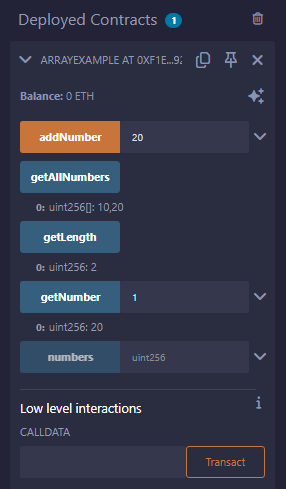 Deployed Contracts 1
ARRAYEXAMPLE AT 0XF1E...92
Balance: 0 ETH
addNumber 20
getAllNumbers
0: uint256[]: 10,20
getLength
0: uint256: 2
getNumber 1
0: uint256: 20
numbers uint256
Low level interactions
CALLDATA
Transact